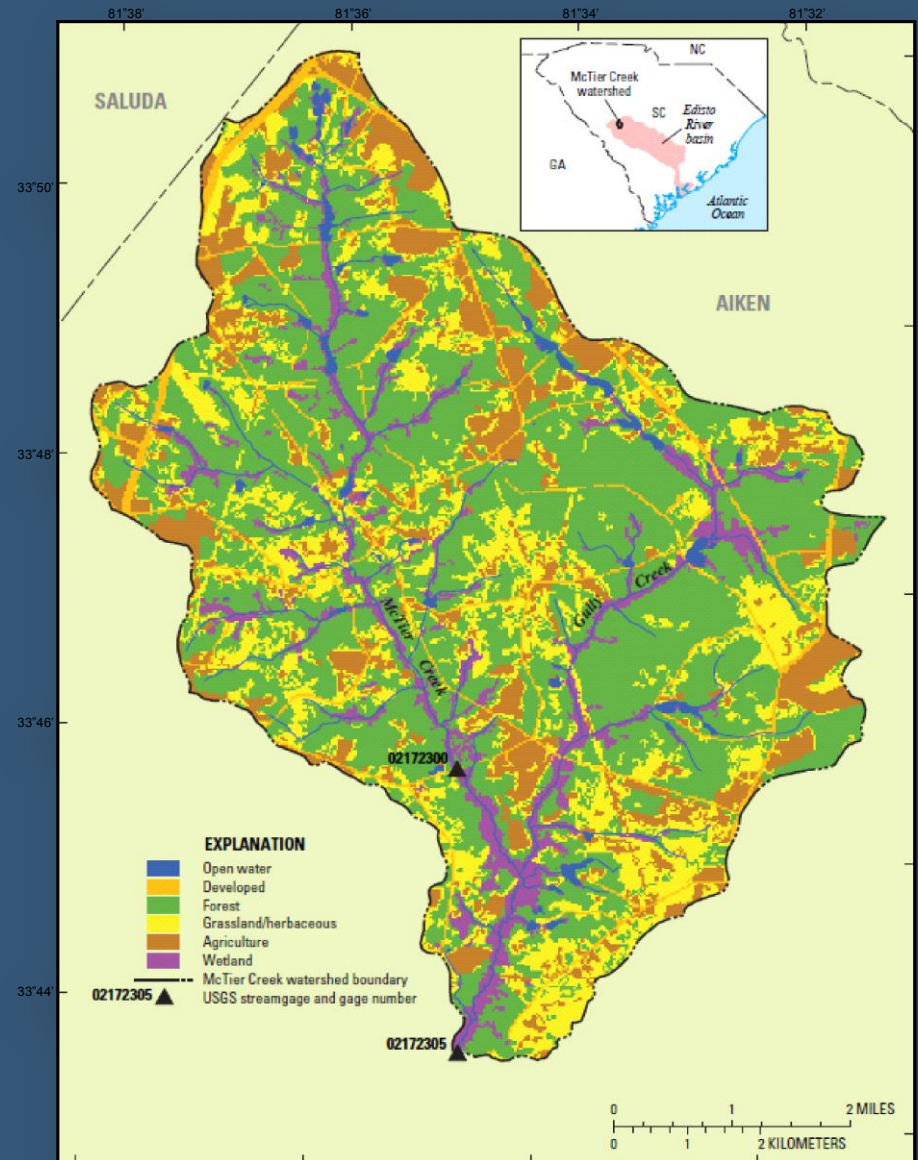 81°38'
81°36'
81°34'
81°32'
SALUDA
NC
McTier Creek
watershed
SC
Edisto
River
basin
GA
Atlantic
Ocean
33°50'
AIKEN
33°48'
Gully
Creek
McTier
Creek
33°46'
02172300
EXPLANATION
Open water
Developed
Forest
Grassland/herbaceous
Agriculture
Wetland
McTier Creek watershed boundary
02172305 USGS streamgage and gage number
33°44'
02172305
0 1 2 MILES
0 1 2 KILOMETERS